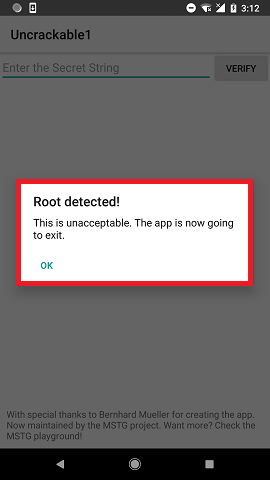 3:12
Uncrackable1
Enter the Secret String
VERIFY
Root detected!
This is unacceptable. The app is now going
to exit.
OK
With special thanks to Bernhard Mueller for creating the app.
Now maintained by the MSTG project. Want more? Check the
MSTG playground!